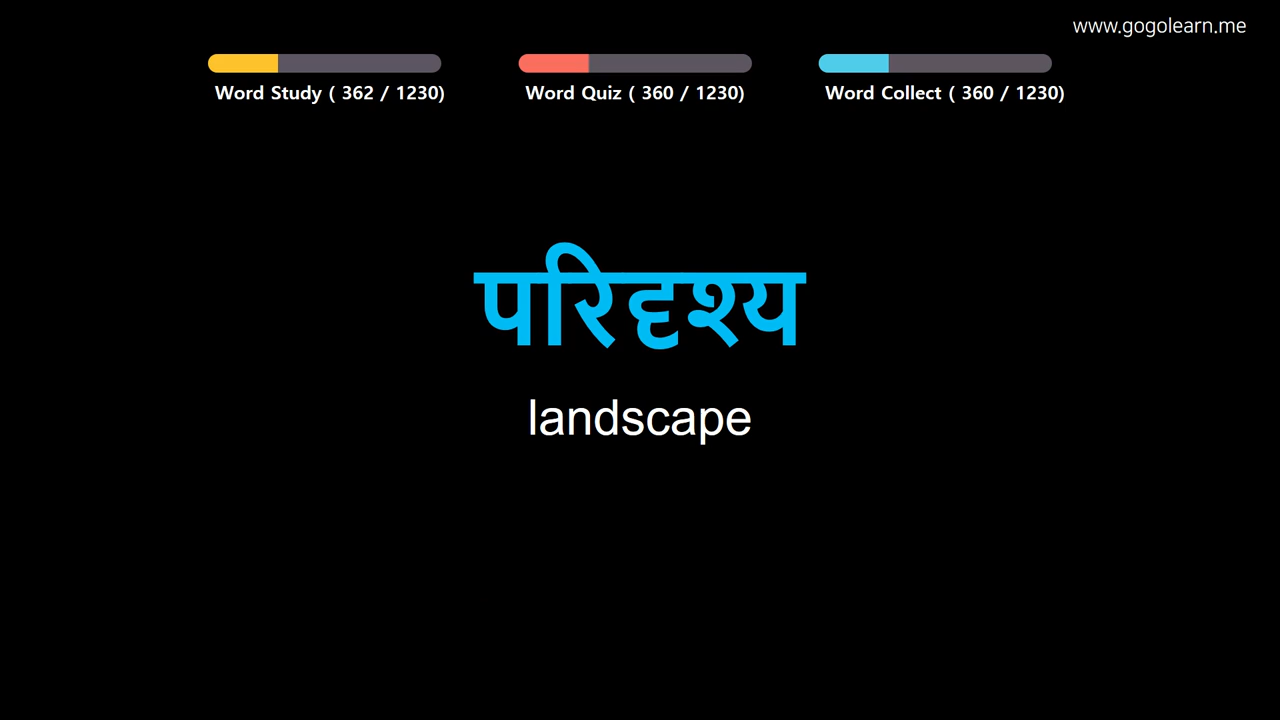 www.gogolearn.me
Word Study ( 362 / 1230)
Word Quiz ( 360 / 1230)
Word Collect ( 360 / 1230)
परिदृश्य
landscape